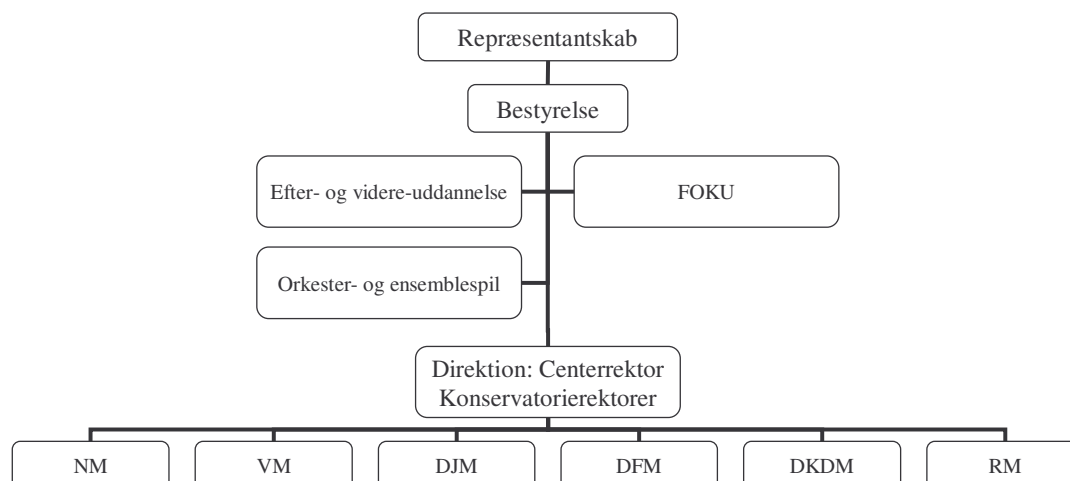 Repræsentantskab
Bestyrelse
Efter- og videre-uddannelse
FOKU
Orkester- og ensemblespil
Direktion: Centerrektor
Konservatorierektorer
NM
VM
DJM
DFM
DKDM
RM